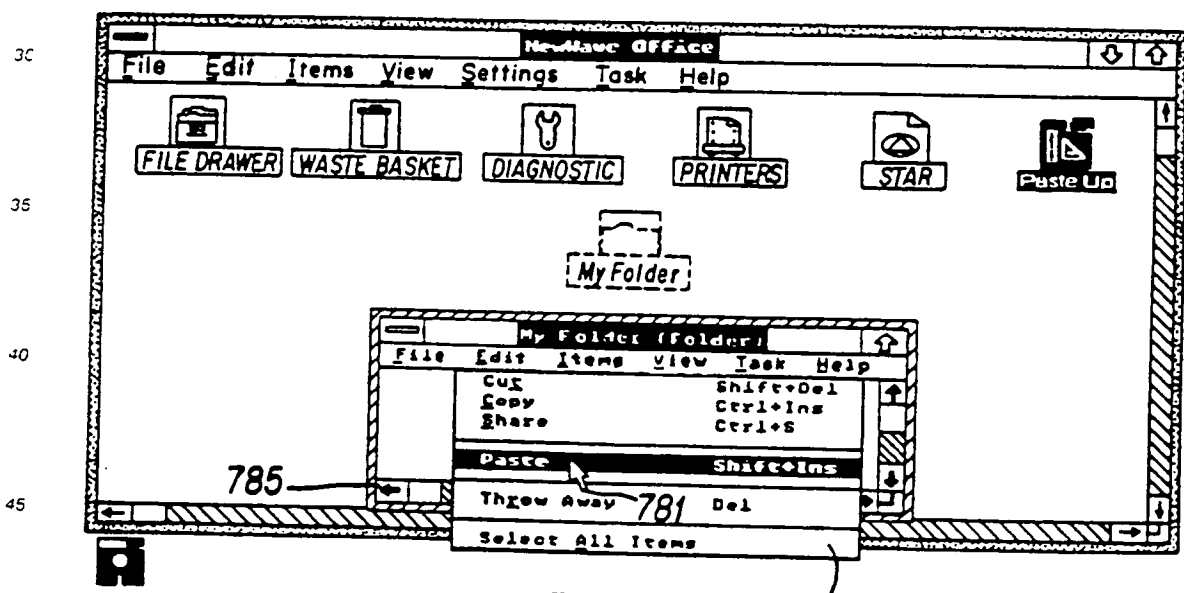 NewWave Office
30
File Edit Items View Settings Task Help
FILE DRAWER WASTE BASKET DIAGNOSTIC PRINTERS STAR Paste Up
35
My Folder
My Folder (Folder)
40
File Edit Items View Task Help
Cut Shift+Del
Copy Ctrl+Ins
Share Ctrl+S
Paste Shift+Ins
785
781
45
Throw Away Del
Select All Items